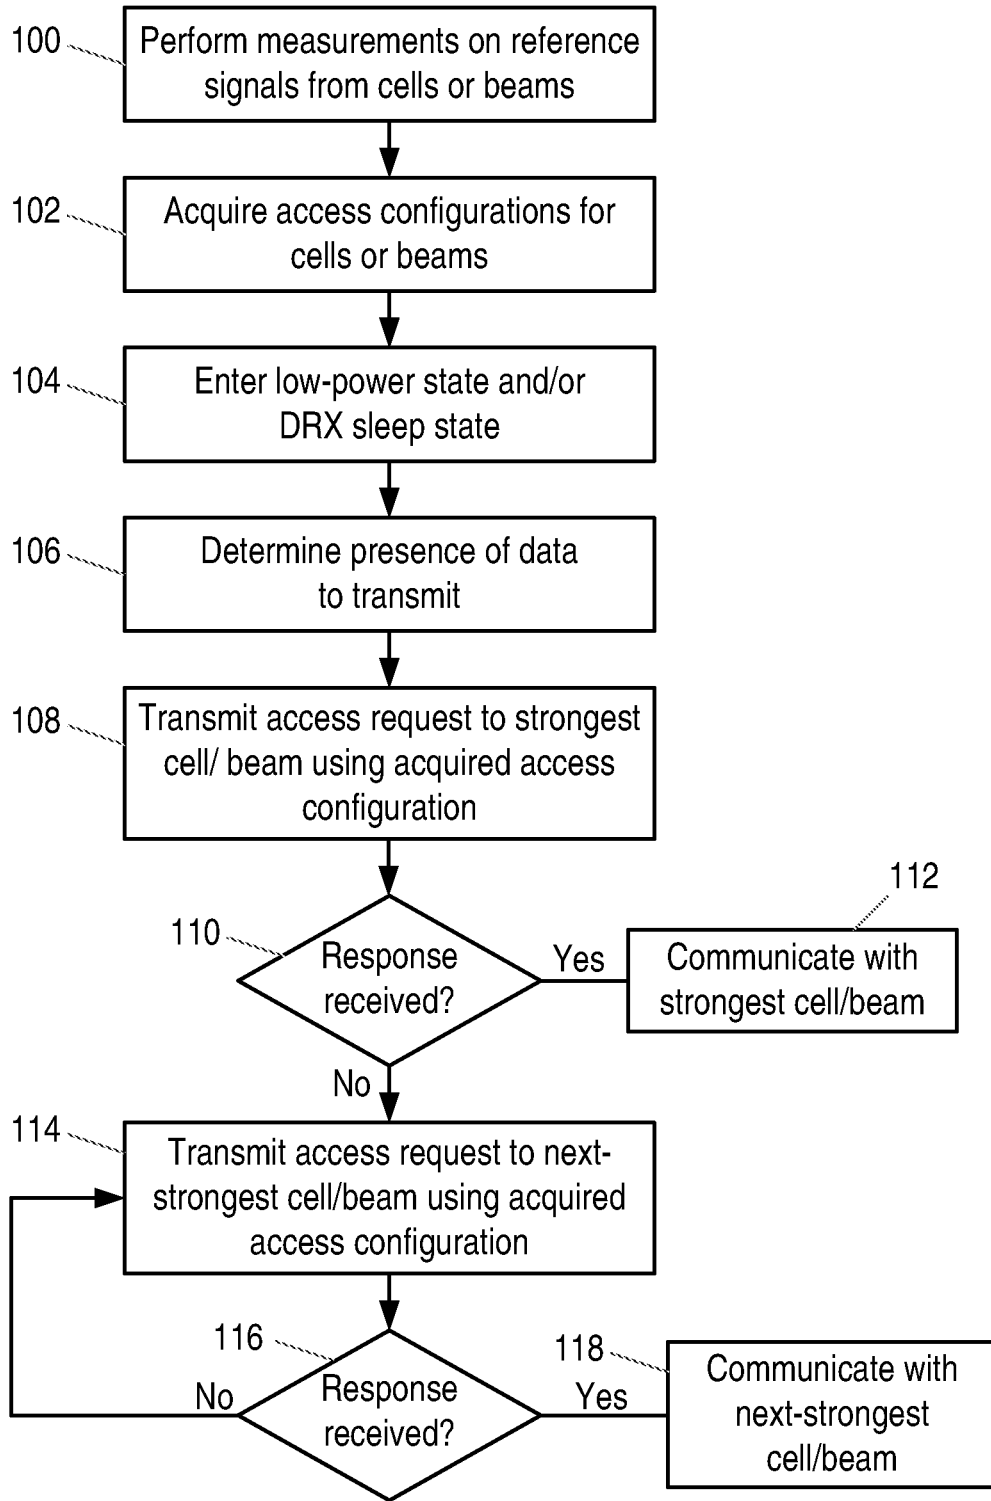 100
Perform measurements on reference
signals from cells or beams
102
Acquire access configurations for
cells or beams
104
Enter low-power state and/or
DRX sleep state
106
Determine presence of data
to transmit
108
Transmit access request to strongest
cell/ beam using acquired access
configuration
110
Response
received?
Yes
112
Communicate with
strongest cell/beam
No
114
Transmit access request to next-
strongest cell/beam using acquired
access configuration
116
Response
received?
No
Yes
118
Communicate with
next-strongest
cell/beam